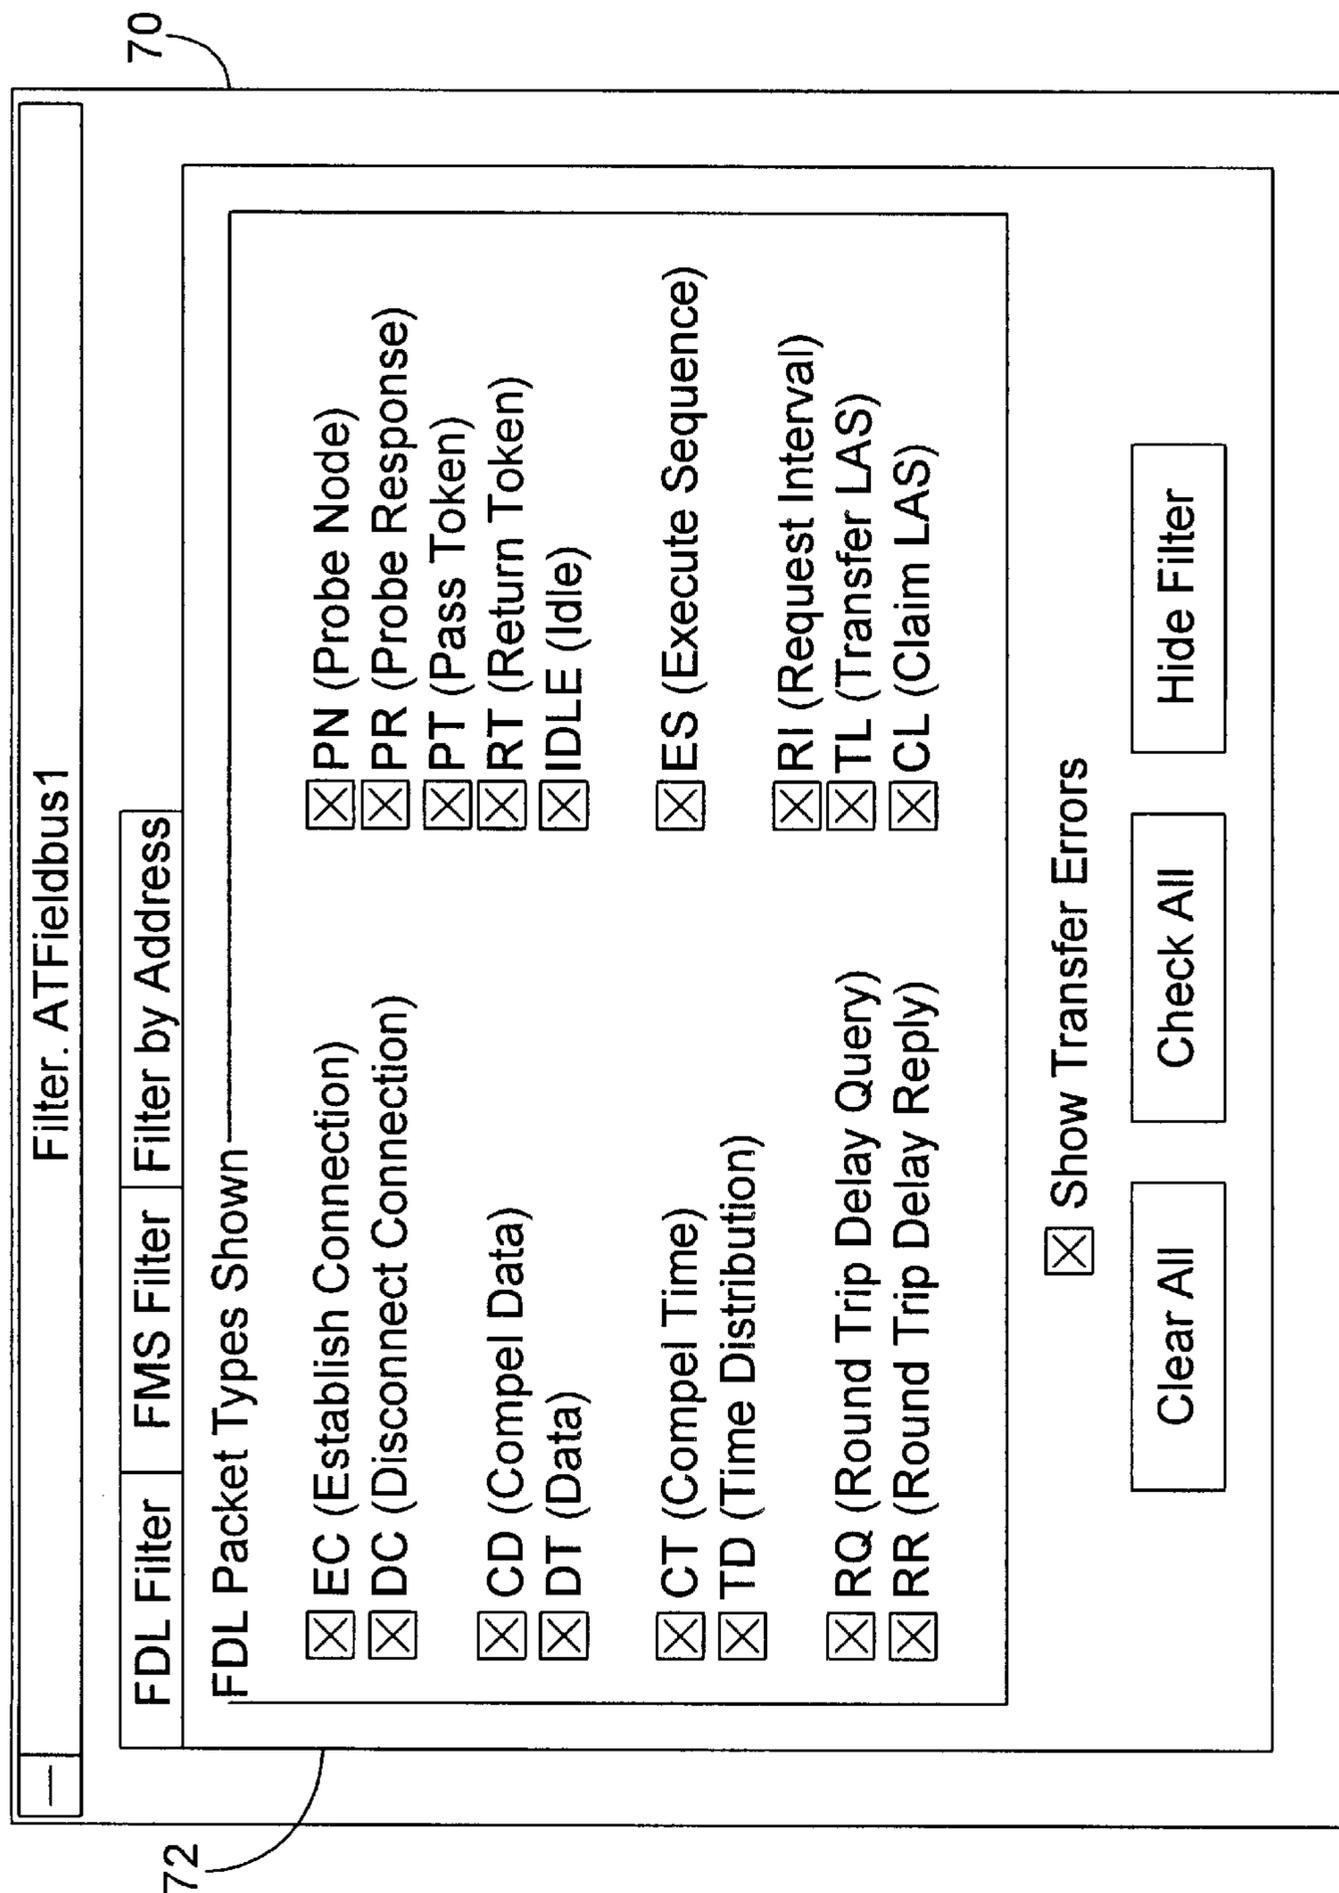 70
Filter. ATFieldbus1
FDL Filter FMS Filter Filter by Address
72
FDL Packet Types Shown
EC (Establish Connection)
DC (Disconnect Connection)
CD (Compel Data)
DT (Data)
CT (Compel Time)
TD (Time Distribution)
RQ (Round Trip Delay Query)
RR (Round Trip Delay Reply)
PN (Probe Node)
PR (Probe Response)
PT (Pass Token)
RT (Return Token)
IDLE (Idle)
ES (Execute Sequence)
RI (Request Interval)
TL (Transfer LAS)
CL (Claim LAS)
Show Transfer Errors
Clear All Check All Hide Filter